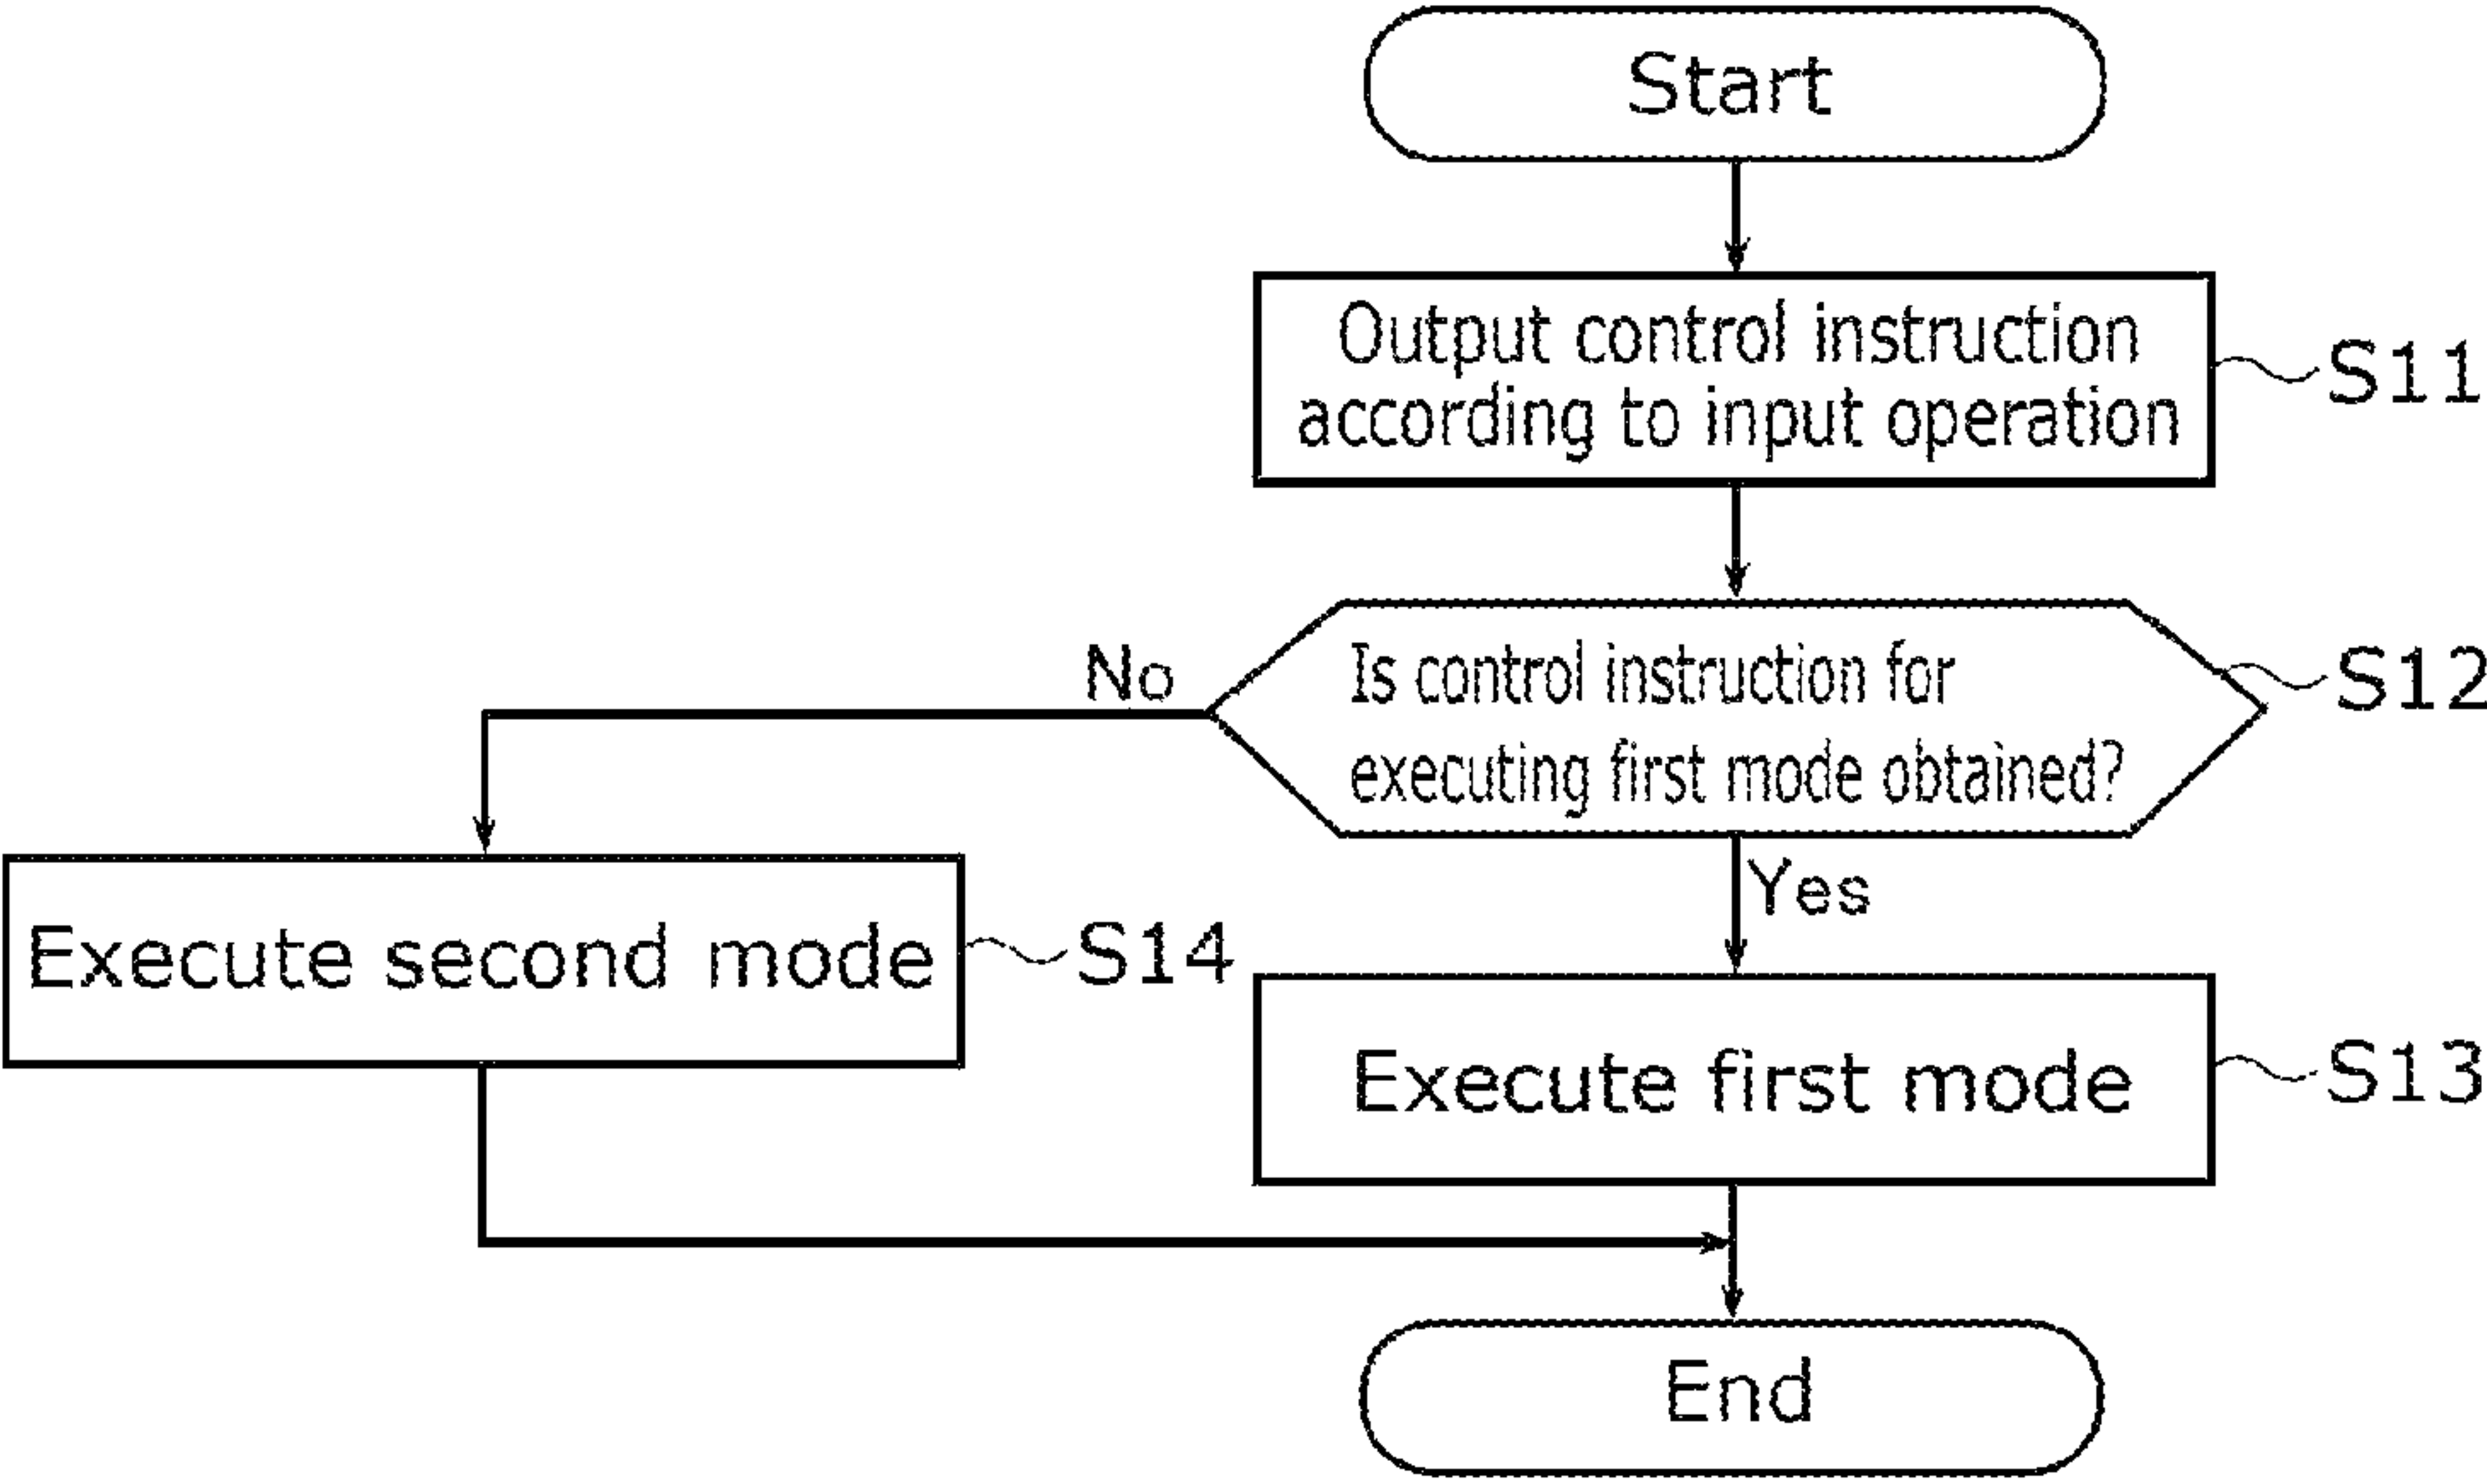 Start
Output control instruction
according to input operation
S11
No
Is control instruction for
executing first mode obtained?
S12
Yes
Execute second mode
S14
Execute first mode
S13
End